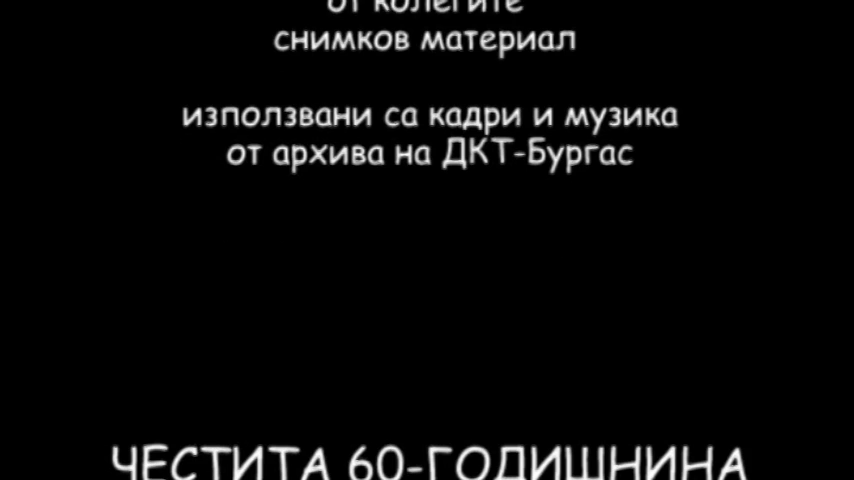 от колегите
снимков материал
използвани са кадри и музика
от архива на ДКТ-Бургас
ЧЕСТИТА 60-ГОДИШНИНА